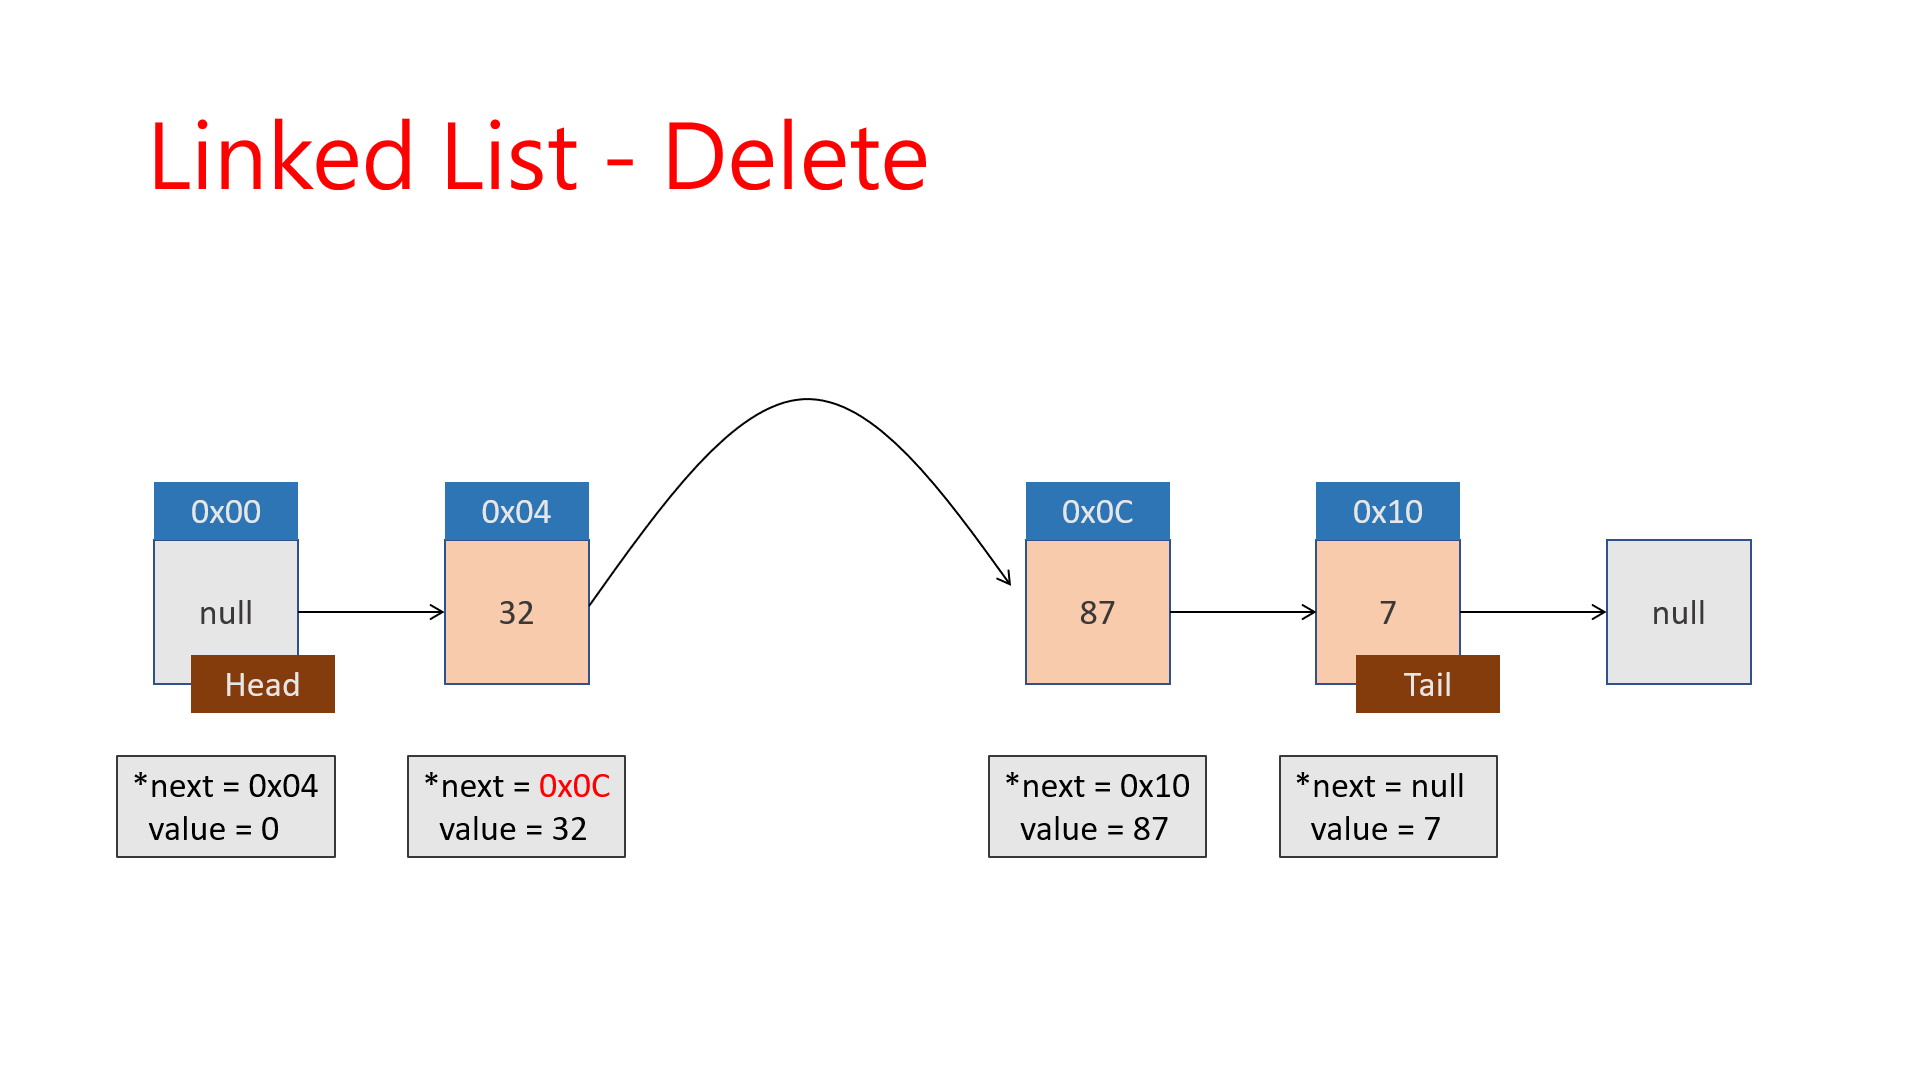 Linked List - Delete
0x00
0x04
0x0C
0x10
null
32
87
7
null
Head
Tail
*next = 0x04
value = 0
*next = 0x0C
value = 32
*next = 0x10
value = 87
*next = null
value = 7